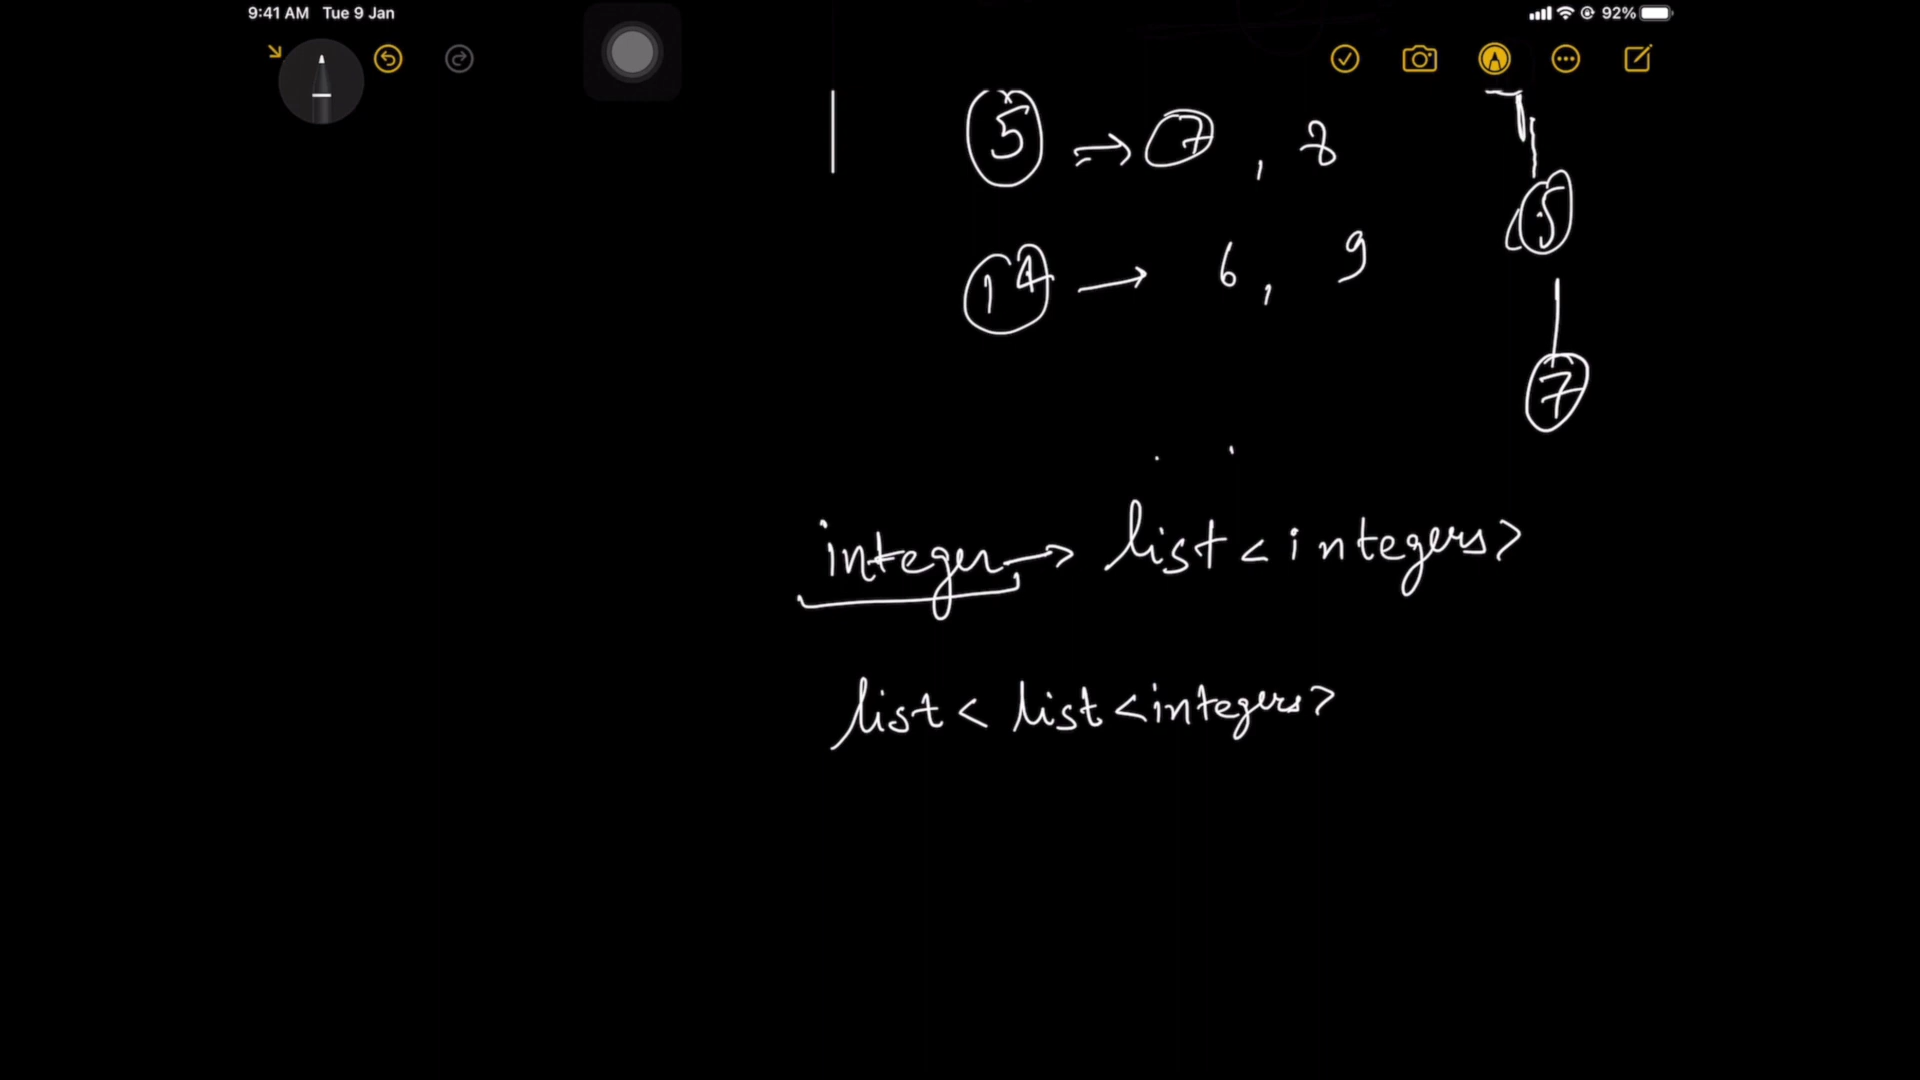 9:41 AM Tue 9 Jan 92%
5 → 7 , 8
5
14 → 6 , 9
7
integer → list < integers >
list < list < integers >